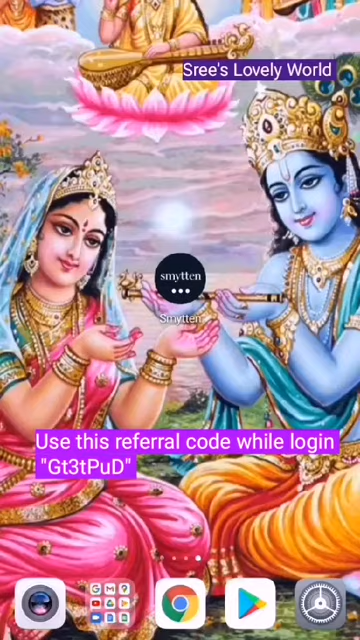 Sree's Lovely World
smytten
Smytten
Use this referral code while login
"Gt3tPuD"